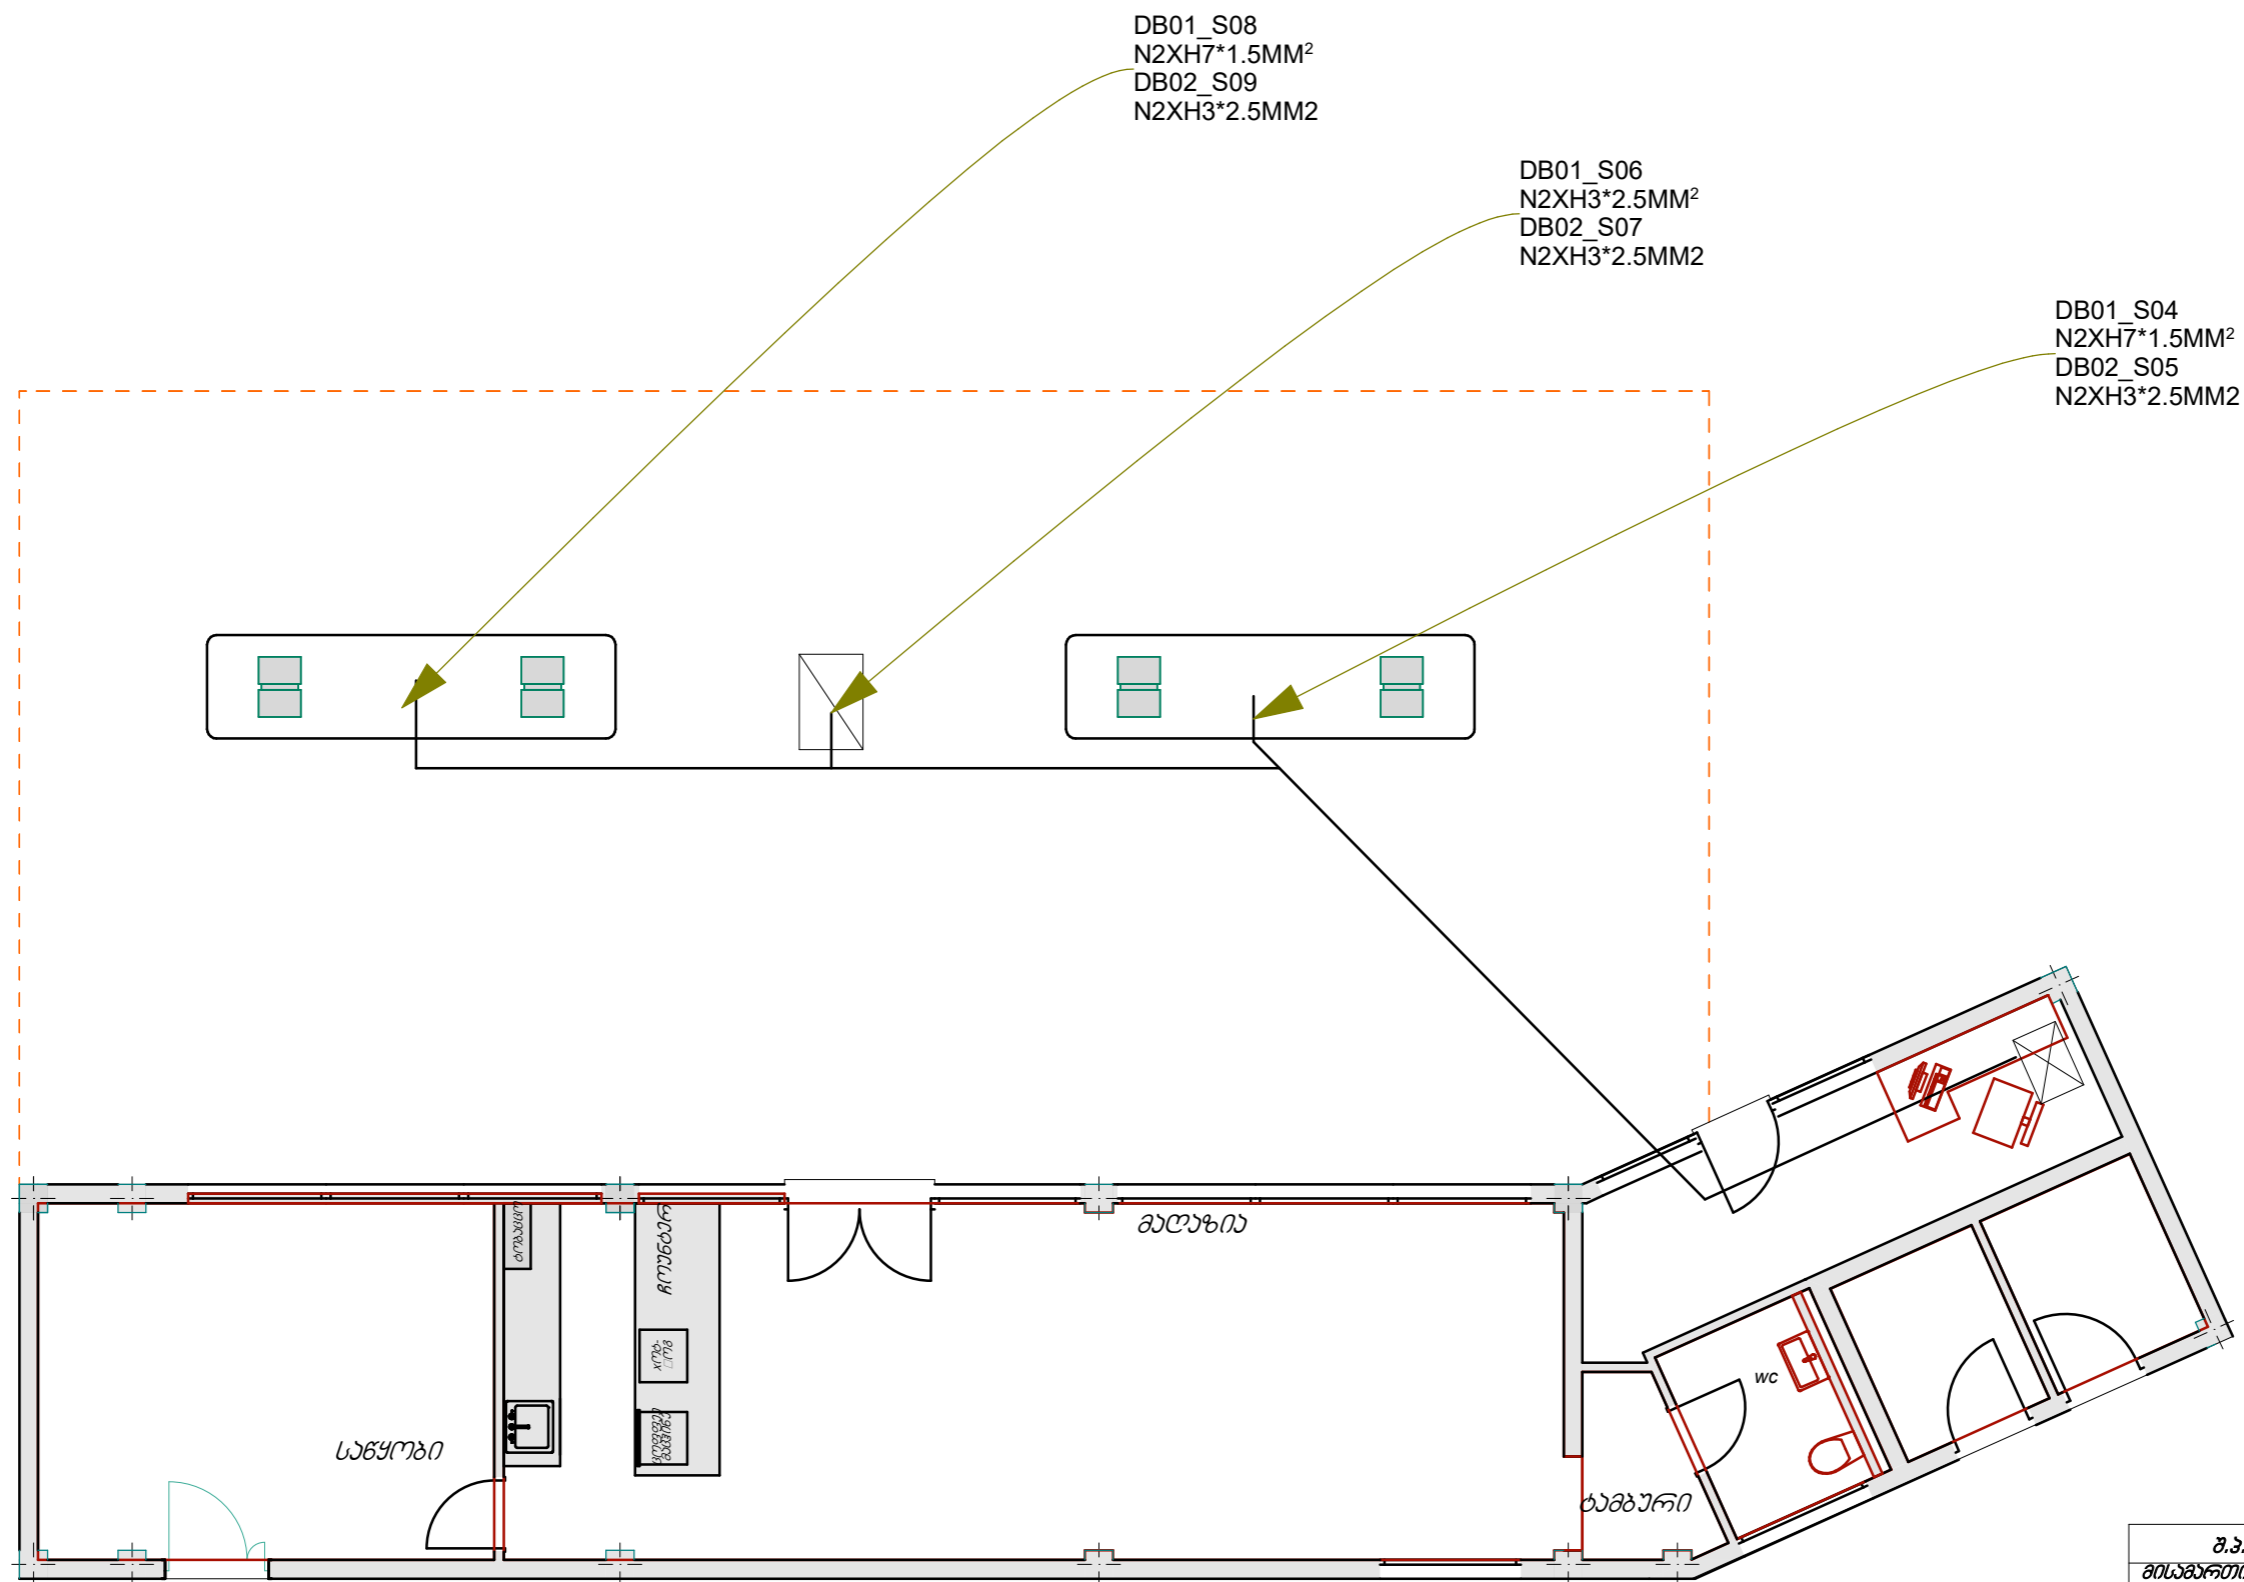 DB01_S08
N2XH7*1.5MM²
DB02_S09
N2XH3*2.5MM2
DB01_S06
N2XH3*2.5MM²
DB02_S07
N2XH3*2.5MM2
DB01_S04
N2XH7*1.5MM²
DB02_S05
N2XH3*2.5MM2
მაღაზია
საწყობი
wc
ტამბური
შ.პ.